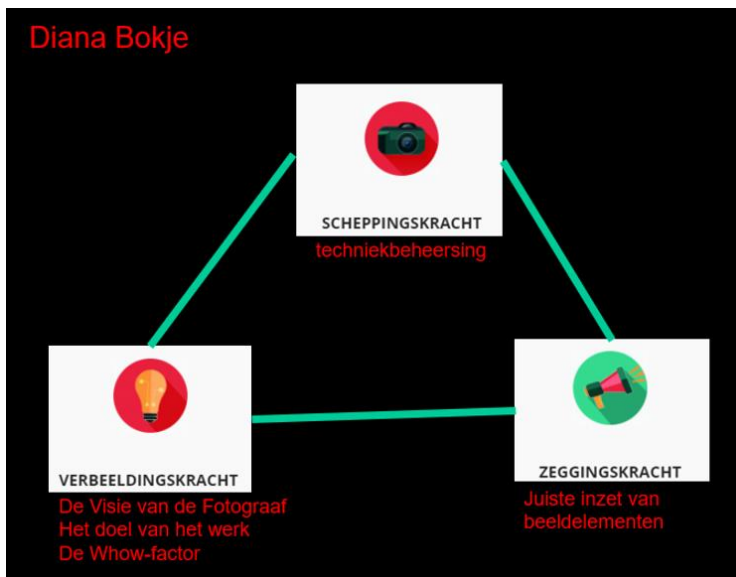 Diana Bokje
SCHEPPINGSKRACHT
techniekbeheersing
VERBEELDINGSKRACHT
De Visie van de Fotograaf
Het doel van het werk
De Whow-factor
ZEGGINGSKRACHT
Juiste inzet van
beeldelementen